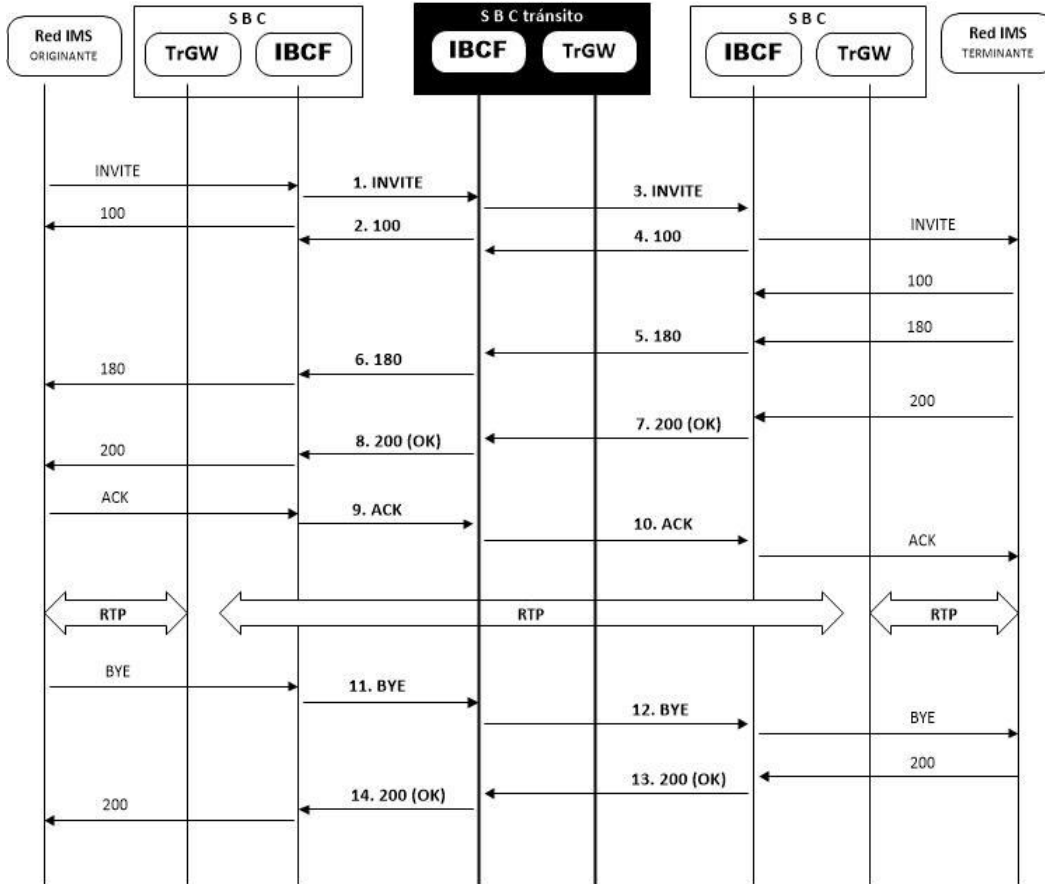 S B C
S B C tránsito
S B C
Red IMS
ORIGINANTE
TrGW
IBCF
IBCF
TrGW
IBCF
TrGW
Red IMS
TERMINANTE
INVITE
1. INVITE
3. INVITE
100
2. 100
4. 100
INVITE
100
180
5. 180
6. 180
180
200
7. 200 (OK)
8. 200 (OK)
200
ACK
9. ACK
10. ACK
ACK
RTP
RTP
RTP
BYE
11. BYE
12. BYE
BYE
200
13. 200 (OK)
14. 200 (OK)
200